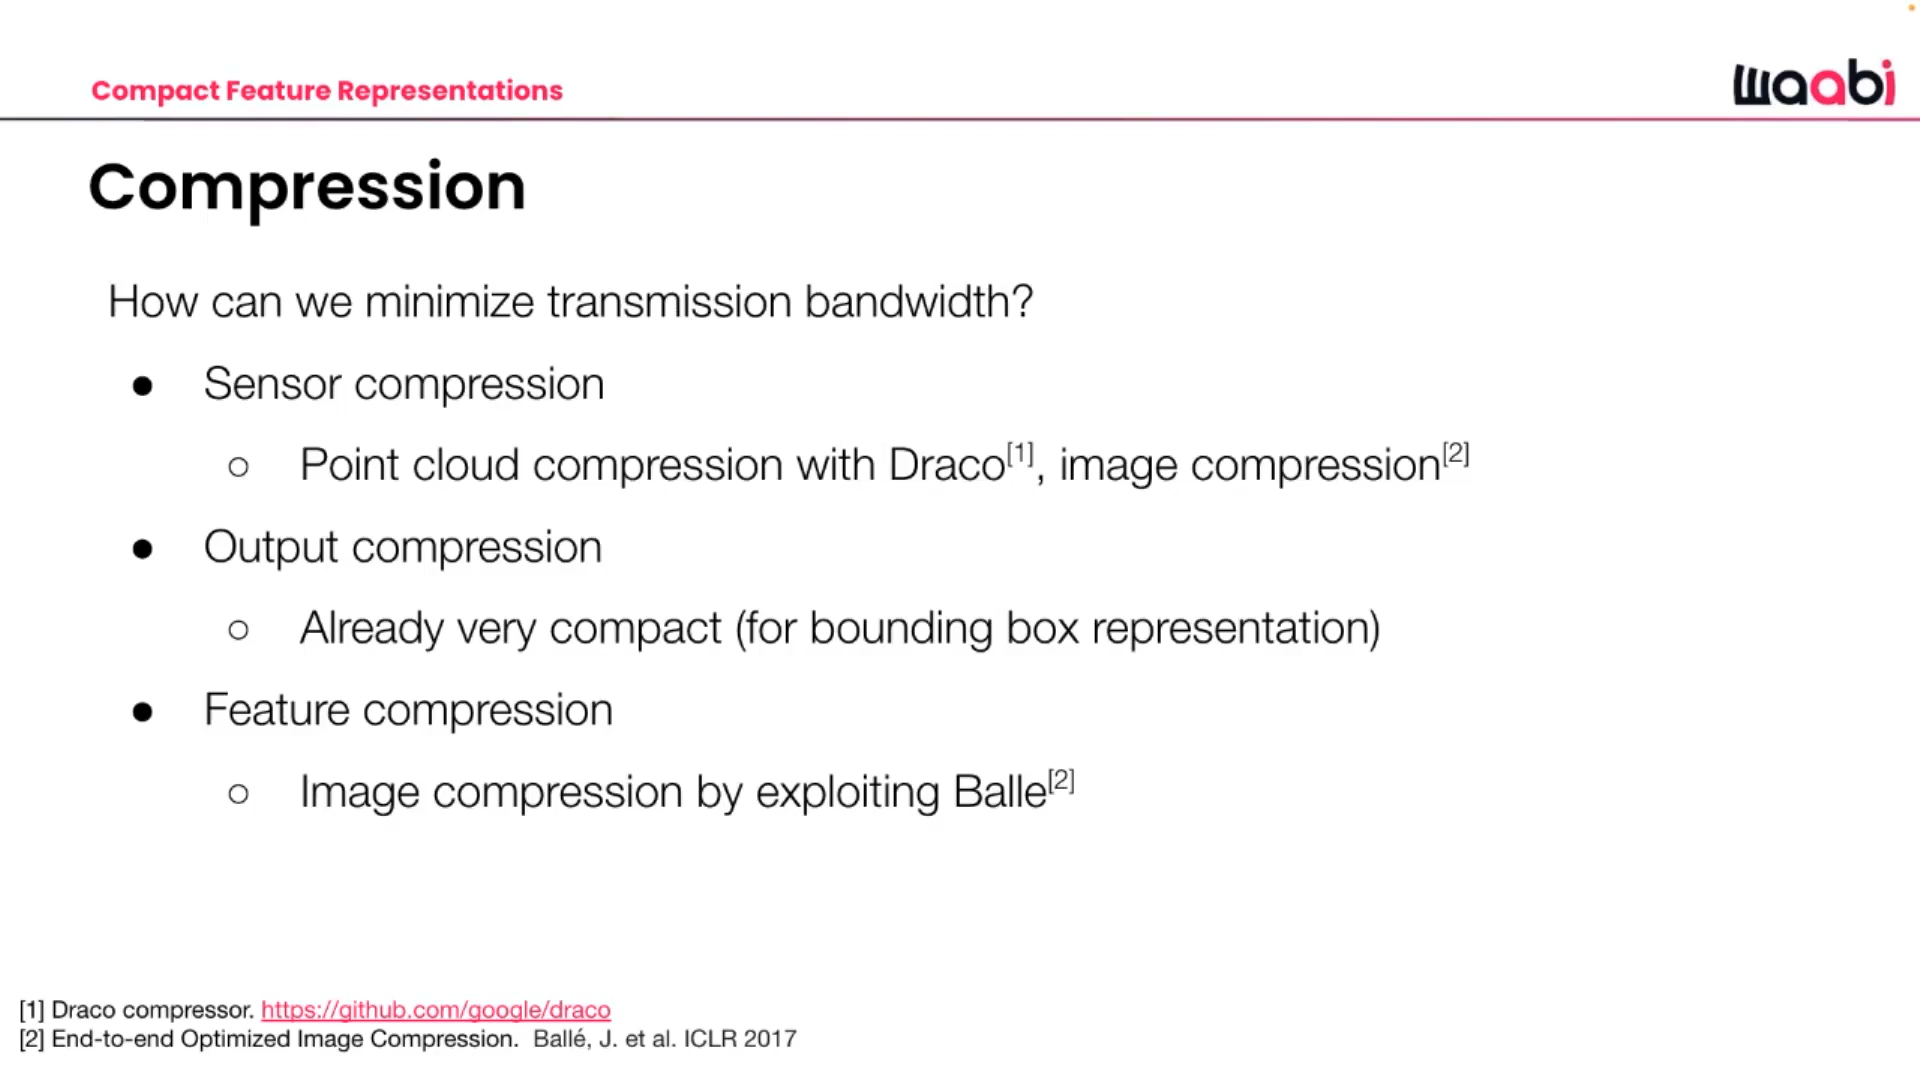 Compact Feature Representations
waabi
Compression
How can we minimize transmission bandwidth?
● Sensor compression
○ Point cloud compression with Draco[1], image compression[2]
● Output compression
○ Already very compact (for bounding box representation)
● Feature compression
○ Image compression by exploiting Balle[2]
[1] Draco compressor. https://github.com/google/draco
[2] End-to-end Optimized Image Compression. Ballé, J. et al. ICLR 2017